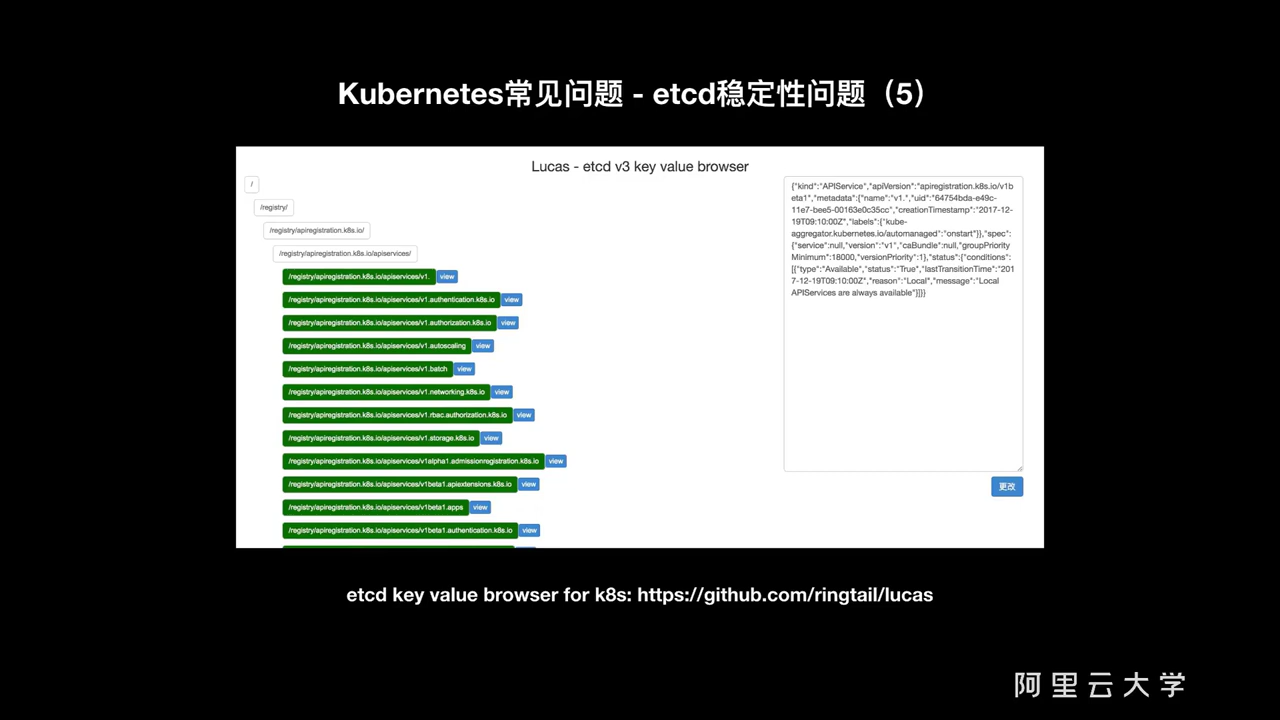 Kubernetes常见问题 - etcd稳定性问题（5）
Lucas - etcd v3 key value browser
/
/registry/
/registry/apiregistration.k8s.io/
/registry/apiregistration.k8s.io/apiservices/
/registry/apiregistration.k8s.io/apiservices/v1. view
/registry/apiregistration.k8s.io/apiservices/v1.authentication.k8s.io view
/registry/apiregistration.k8s.io/apiservices/v1.authorization.k8s.io view
/registry/apiregistration.k8s.io/apiservices/v1.autoscaling view
/registry/apiregistration.k8s.io/apiservices/v1.batch view
/registry/apiregistration.k8s.io/apiservices/v1.networking.k8s.io view
/registry/apiregistration.k8s.io/apiservices/v1.rbac.authorization.k8s.io view
/registry/apiregistration.k8s.io/apiservices/v1.storage.k8s.io view
/registry/apiregistration.k8s.io/apiservices/v1alpha1.admissionregistration.k8s.io view
/registry/apiregistration.k8s.io/apiservices/v1beta1.apiextensions.k8s.io view
/registry/apiregistration.k8s.io/apiservices/v1beta1.apps view
/registry/apiregistration.k8s.io/apiservices/v1beta1.authentication.k8s.io view
{"kind":"APIService","apiVersion":"apiregistration.k8s.io/v1b
eta1","metadata":{"name":"v1.","uid":"64754bda-e49c-
11e7-bee5-00163e0c35cc","creationTimestamp":"2017-12-
19T09:10:00Z","labels":{"kube-
aggregator.kubernetes.io/automanaged":"onstart"}},"spec":
{"service":null,"version":"v1","caBundle":null,"groupPriority
Minimum":18000,"versionPriority":1},"status":{"conditions":
[{"type":"Available","status":"True","lastTransitionTime":"201
7-12-19T09:10:00Z","reason":"Local","message":"Local
APIServices are always available"}]}}
更改
etcd key value browser for k8s: https://github.com/ringtail/lucas
阿里云大学